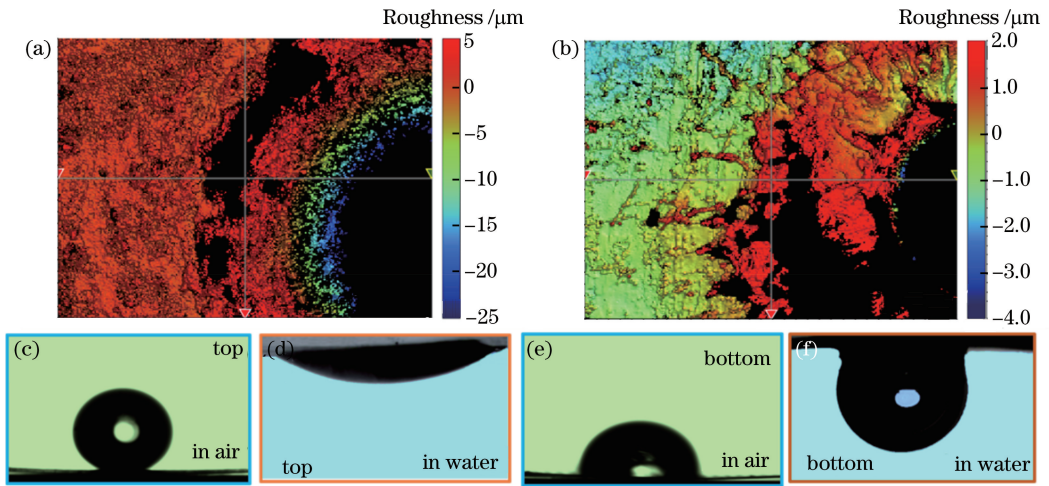 Roughness /μm
(a)
5
0
−5
−10
−15
−20
−25
Roughness /μm
(b)
2.0
1.0
0
−1.0
−2.0
−3.0
−4.0
(c)
top
in air
(d)
top
in water
(e)
bottom
in air
(f)
bottom
in water